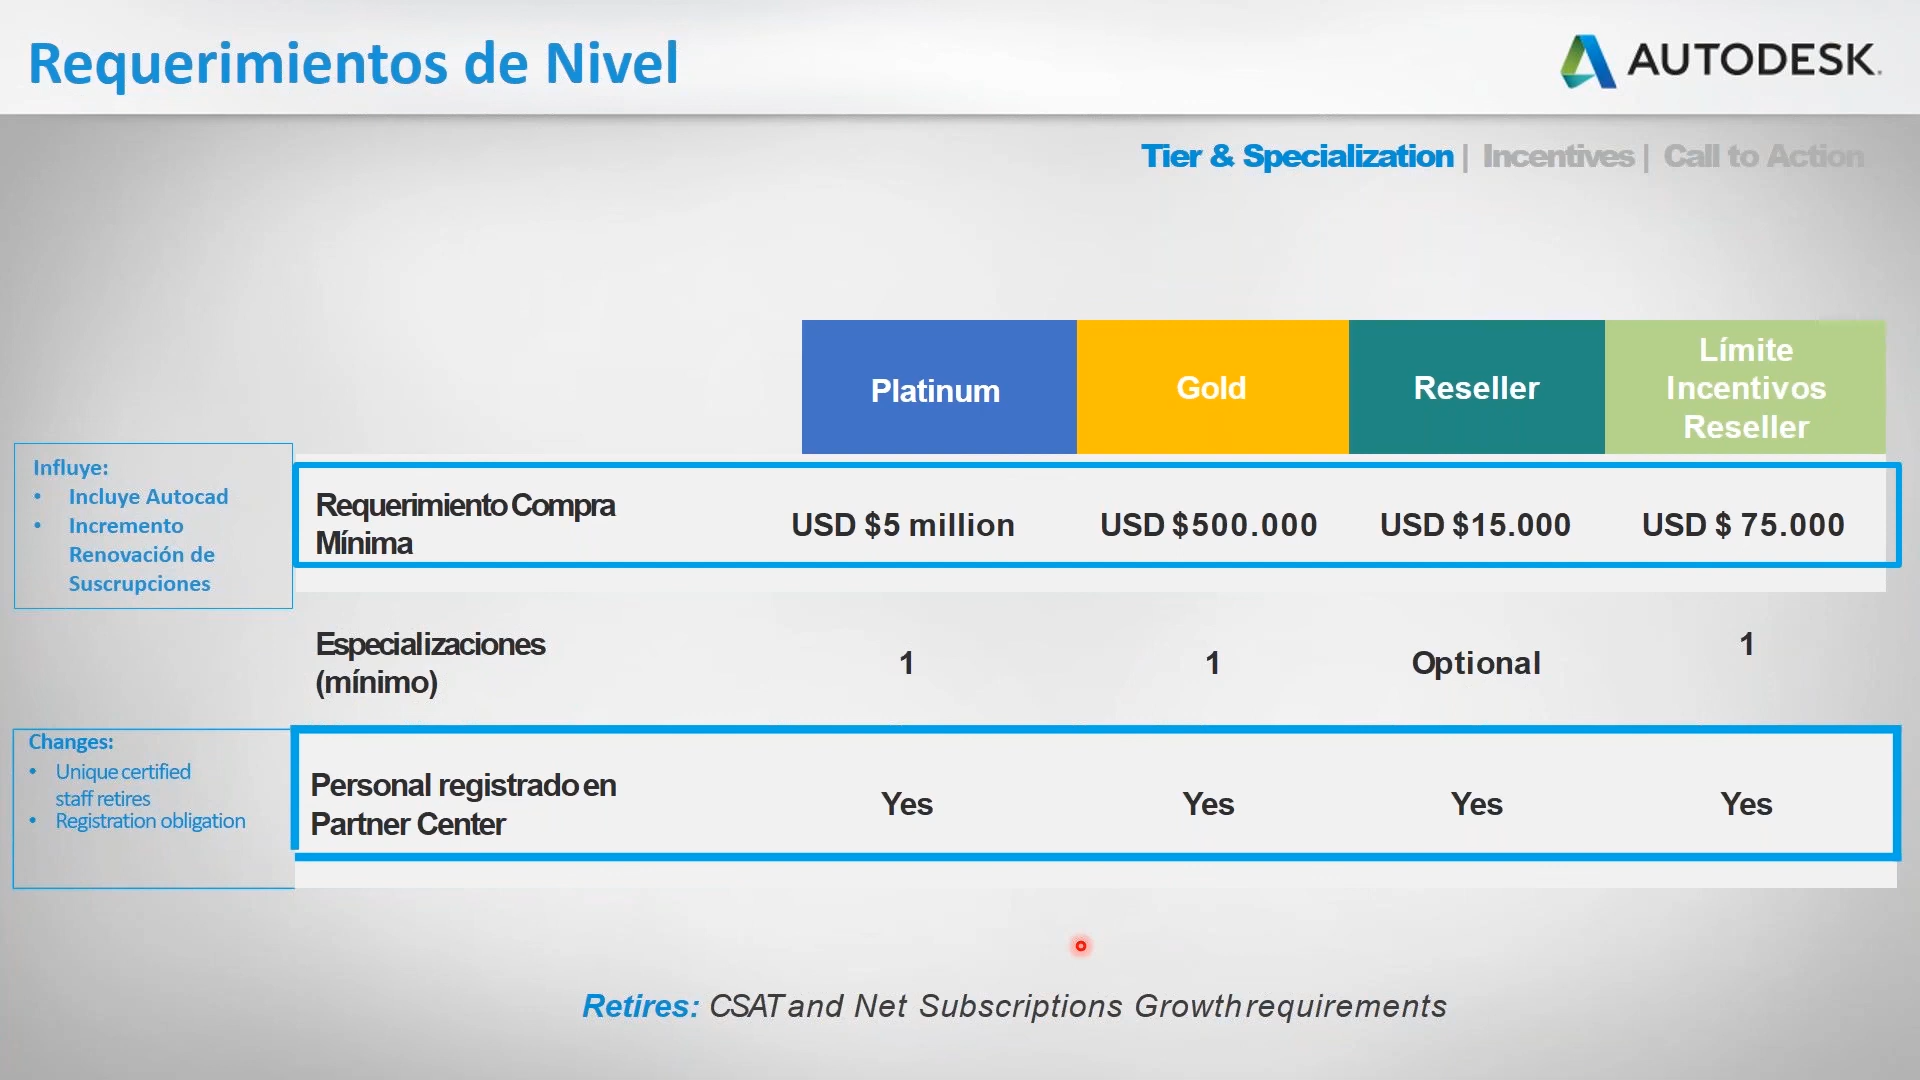 Requerimientos de Nivel
AUTODESK.
Tier & Specialization | Incentives | Call to Action
Platinum
Gold
Reseller
Límite
Incentivos
Reseller
Influye:
• Incluye Autocad
• Incremento
Renovación de
Suscrupciones
Requerimiento Compra
Mínima
USD $5 million
USD $500.000
USD $15.000
USD $ 75.000
Especializaciones
(mínimo)
1
1
Optional
1
Changes:
• Unique certified
staff retires
• Registration obligation
Personal registrado en
Partner Center
Yes
Yes
Yes
Yes
Retires: CSAT and Net Subscriptions Growth requirements